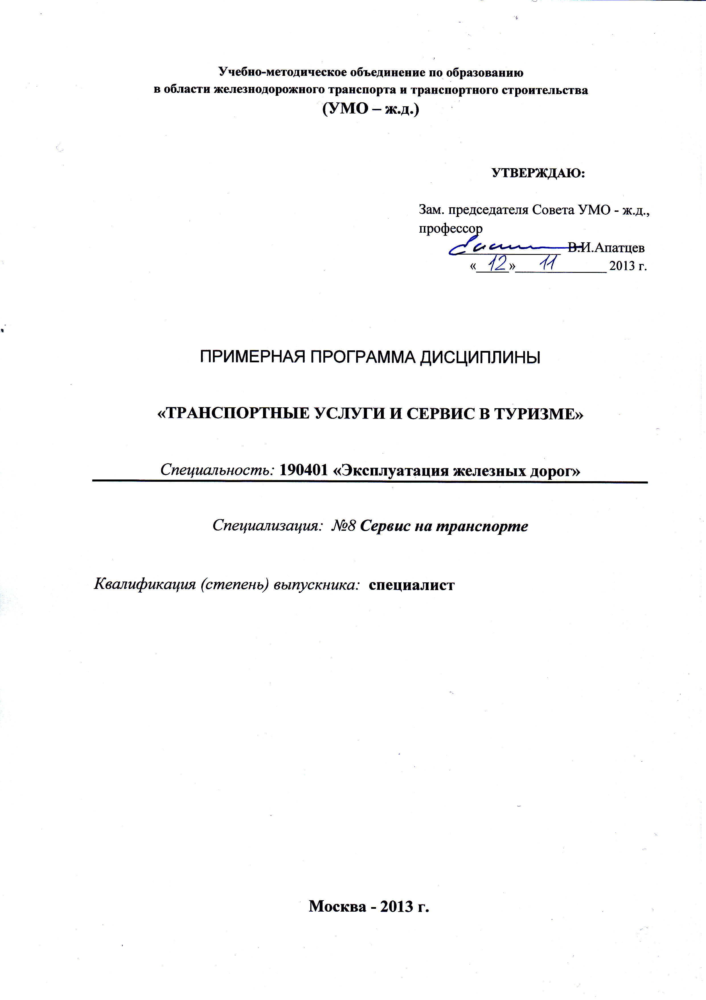 Учебно-методическое объединение по образованию
в области железнодорожного транспорта и транспортного строительства
(УМО – ж.д.)
УТВЕРЖДАЮ:
Зам. председателя Совета УМО - ж.д.,
профессор
В.И.Апатцев
«12» 11 2013 г.
ПРИМЕРНАЯ ПРОГРАММА ДИСЦИПЛИНЫ
«ТРАНСПОРТНЫЕ УСЛУГИ И СЕРВИС В ТУРИЗМЕ»
Специальность: 190401 «Эксплуатация железных дорог»
Специализация: №8 Сервис на транспорте
Квалификация (степень) выпускника: специалист
Москва - 2013 г.